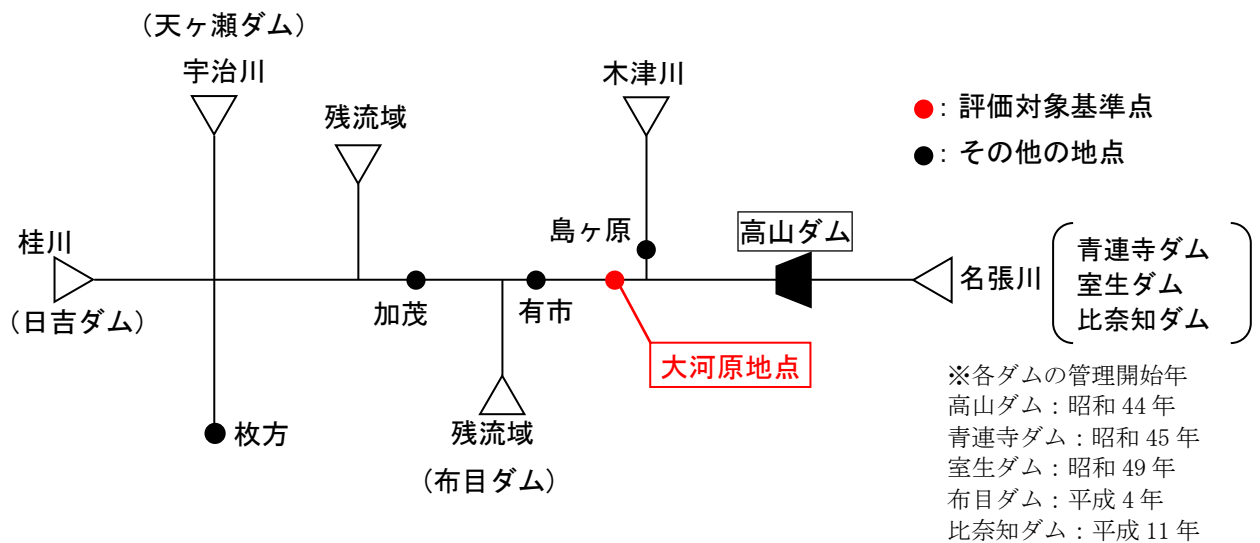 (天ヶ瀬ダム)
宇治川
木津川
残流域
●：評価対象基準点
●：その他の地点
桂川
(日吉ダム)
島ヶ原
高山ダム
名張川
青連寺ダム
室生ダム
比奈知ダム
加茂
有市
大河原地点
枚方
残流域
(布目ダム)
※各ダムの管理開始年
高山ダム：昭和 44 年
青連寺ダム：昭和 45 年
室生ダム：昭和 49 年
布目ダム：平成 4 年
比奈知ダム：平成 11 年